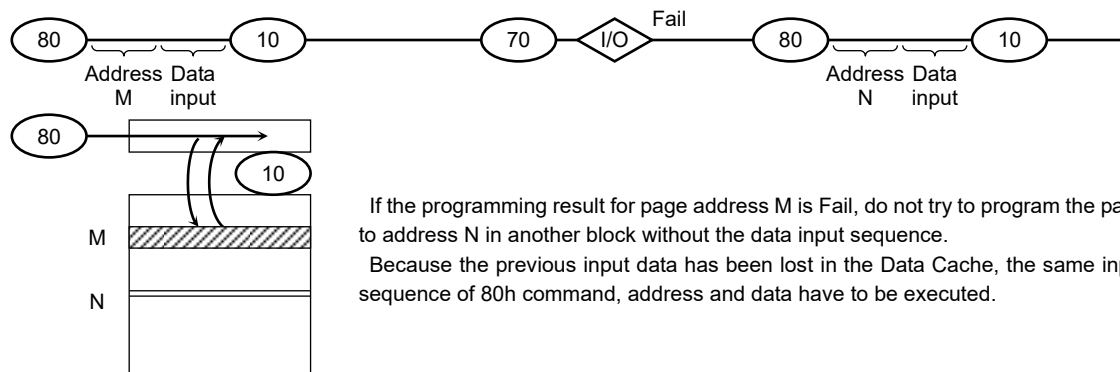 Fail
80 10 70 I/O 80 10
Address Data Address Data
M input N input
80
10
If the programming result for page address M is Fail, do not try to program the
to address N in another block without the data input sequence.
Because the previous input data has been lost in the Data Cache, the same
sequence of 80h command, address and data have to be executed.
M
N